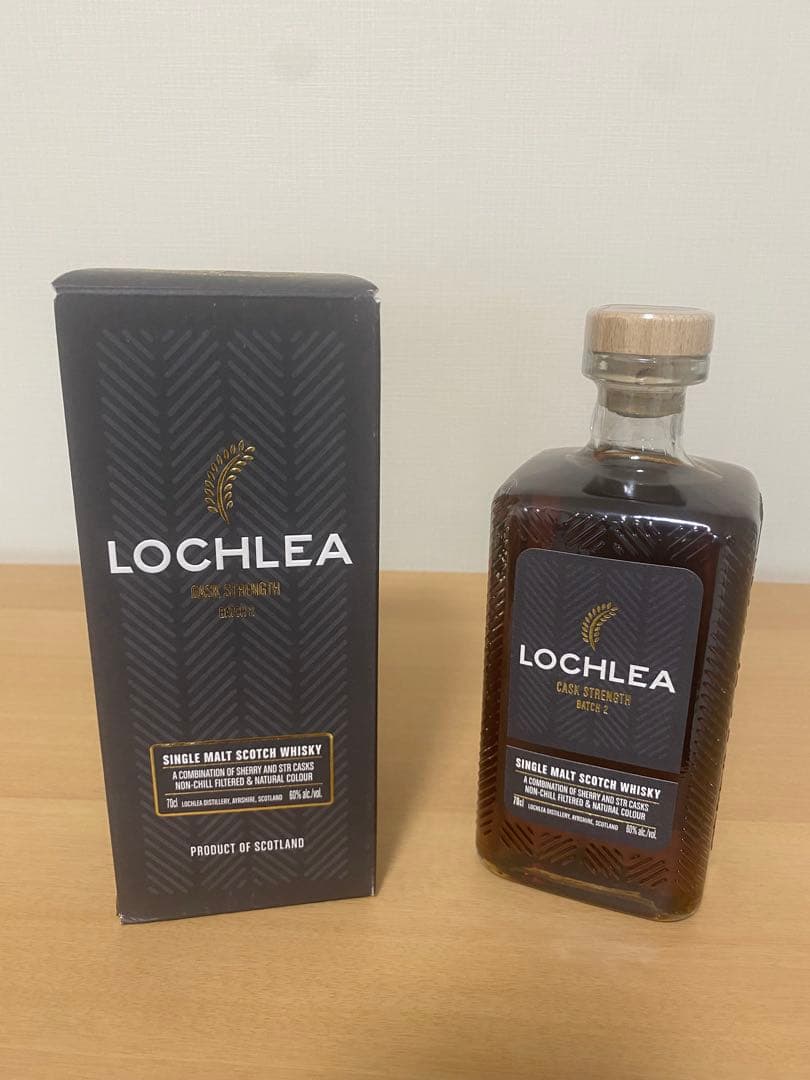 LOCHLEA
CASK STRENGTH
BATCH 2
SINGLE MALT SCOTCH WHISKY
A COMBINATION OF SHERRY AND STR CASKS
NON-CHILL FILTERED & NATURAL COLOUR
70cl LOCHLEA DISTILLERY, AYRSHIRE, SCOTLAND 60% alc./vol.
PRODUCT OF SCOTLAND
LOCHLEA
CASK STRENGTH
BATCH 2
SINGLE MALT SCOTCH WHISKY
A COMBINATION OF SHERRY AND STR CASKS
NON-CHILL FILTERED & NATURAL COLOUR
70cl LOCHLEA DISTILLERY, AYRSHIRE, SCOTLAND 60% alc./vol.